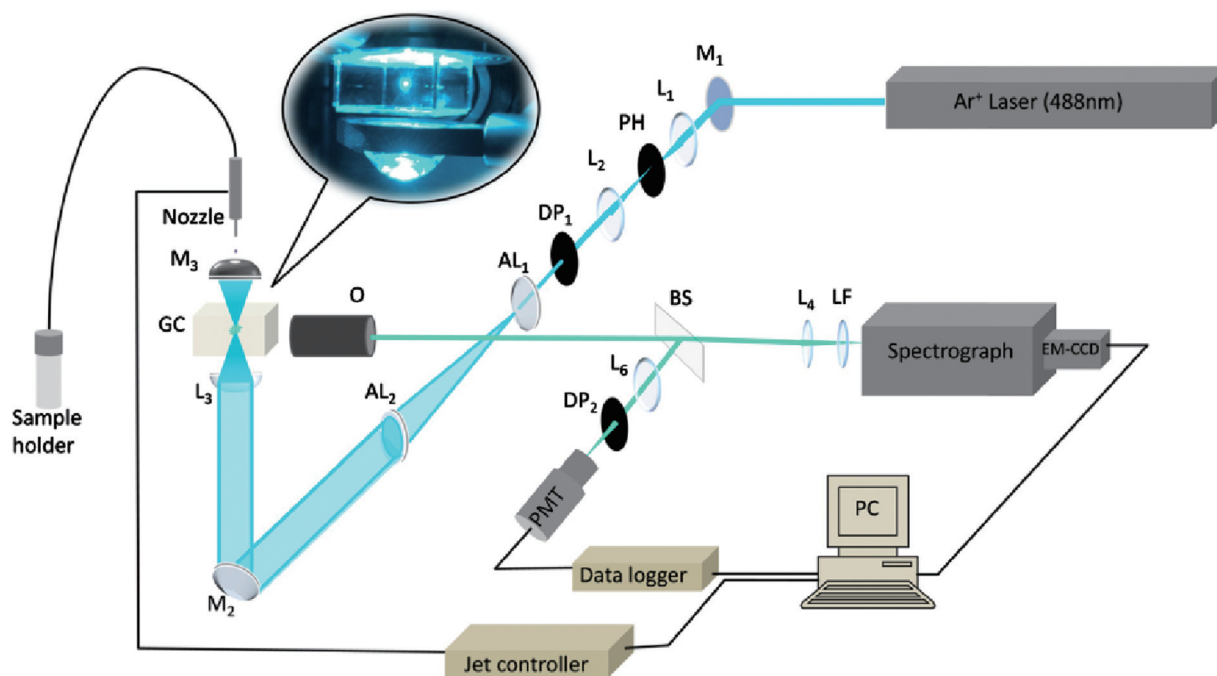 M₁
Ar⁺ Laser (488nm)
L₁
PH
L₂
Nozzle
DP₁
M₃
AL₁
GC
O
BS
L₄
LF
Spectrograph
EM-CCD
L₃
AL₂
L₆
DP₂
Sample
holder
PMT
PC
Data logger
M₂
Jet controller